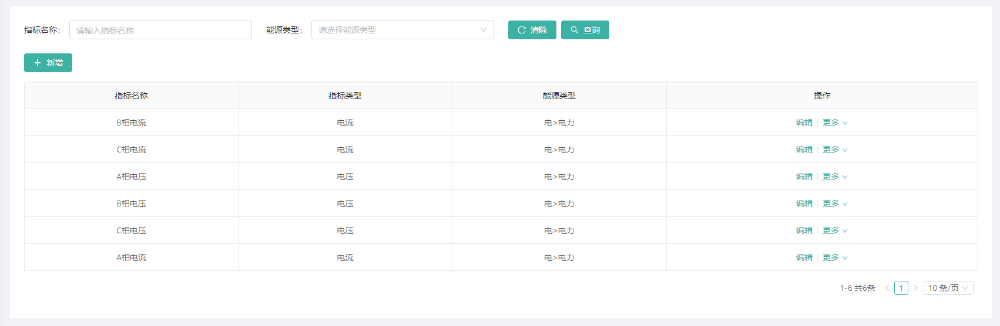 指标名称： 请输入指标名称 能源类型： 请选择能源类型 清除 查询
新增
指标名称 指标类型 能源类型 操作
B相电流 电流 电>电力 编辑 更多
C相电流 电流 电>电力 编辑 更多
A相电压 电压 电>电力 编辑 更多
B相电压 电压 电>电力 编辑 更多
C相电压 电压 电>电力 编辑 更多
A相电流 电流 电>电力 编辑 更多
1-6 共6条 1 10 条/页